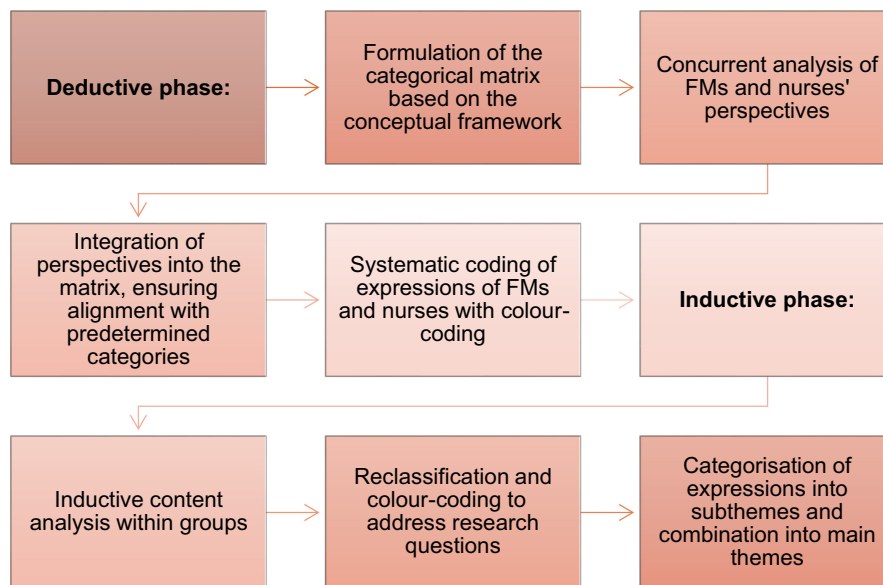 Deductive phase:
Formulation of the
categorical matrix
based on the
conceptual framework
Concurrent analysis of
FMs and nurses'
perspectives
Integration of
perspectives into the
matrix, ensuring
alignment with
predetermined
categories
Systematic coding of
expressions of FMs
and nurses with colour-
coding
Inductive phase:
Inductive content
analysis within groups
Reclassification and
colour-coding to
address research
questions
Categorisation of
expressions into
subthemes and
combination into main
themes